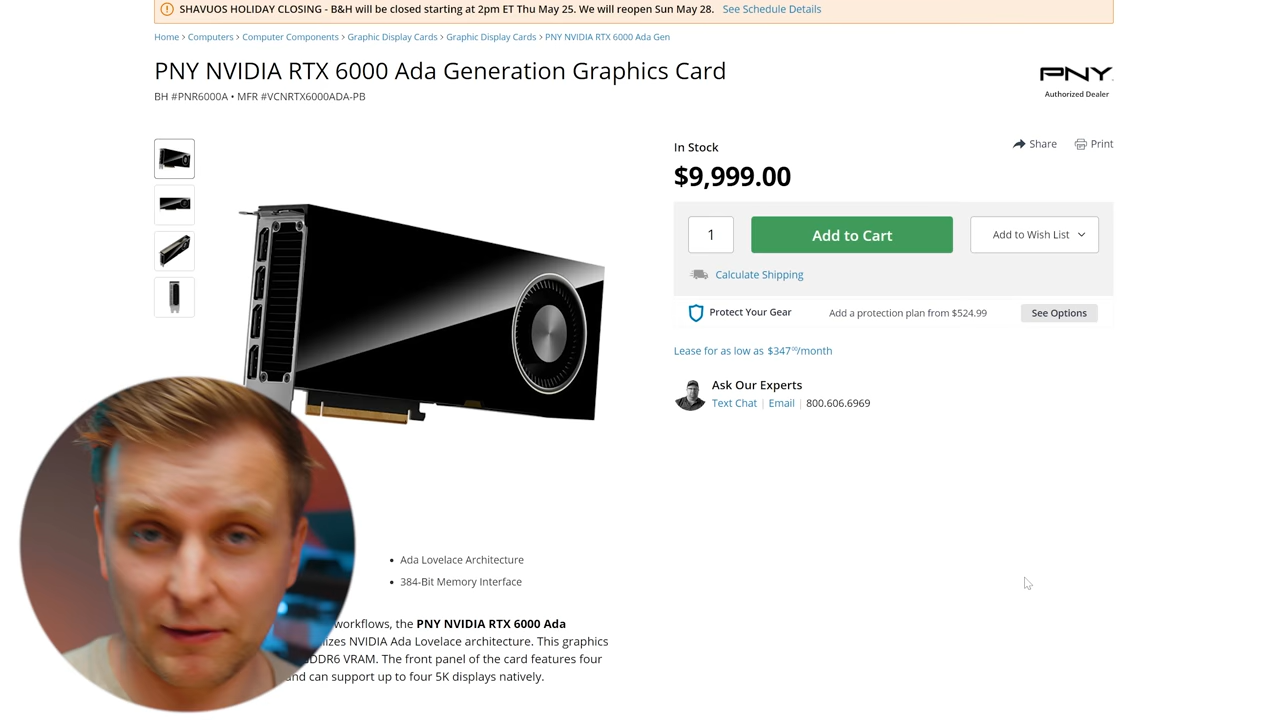 SHAVUOS HOLIDAY CLOSING - B&H will be closed starting at 2pm ET Thu May 25. We will reopen Sun May 28. See Schedule Details
Home > Computers > Computer Components > Graphic Display Cards > Graphic Display Cards > PNY NVIDIA RTX 6000 Ada Gen
PNY NVIDIA RTX 6000 Ada Generation Graphics Card
BH #PNR6000A • MFR #VCNRTX6000ADA-PB
PNY
Authorized Dealer
In Stock
Share
Print
$9,999.00
1
Add to Cart
Add to Wish List
Calculate Shipping
Protect Your Gear
Add a protection plan from $524.99
See Options
Lease for as low as $347⁰⁰/month
Ask Our Experts
Text Chat | Email | 800.606.6969
• Ada Lovelace Architecture
• 384-Bit Memory Interface
workflows, the PNY NVIDIA RTX 6000 Ada
izes NVIDIA Ada Lovelace architecture. This graphics
DDR6 VRAM. The front panel of the card features four
and can support up to four 5K displays natively.